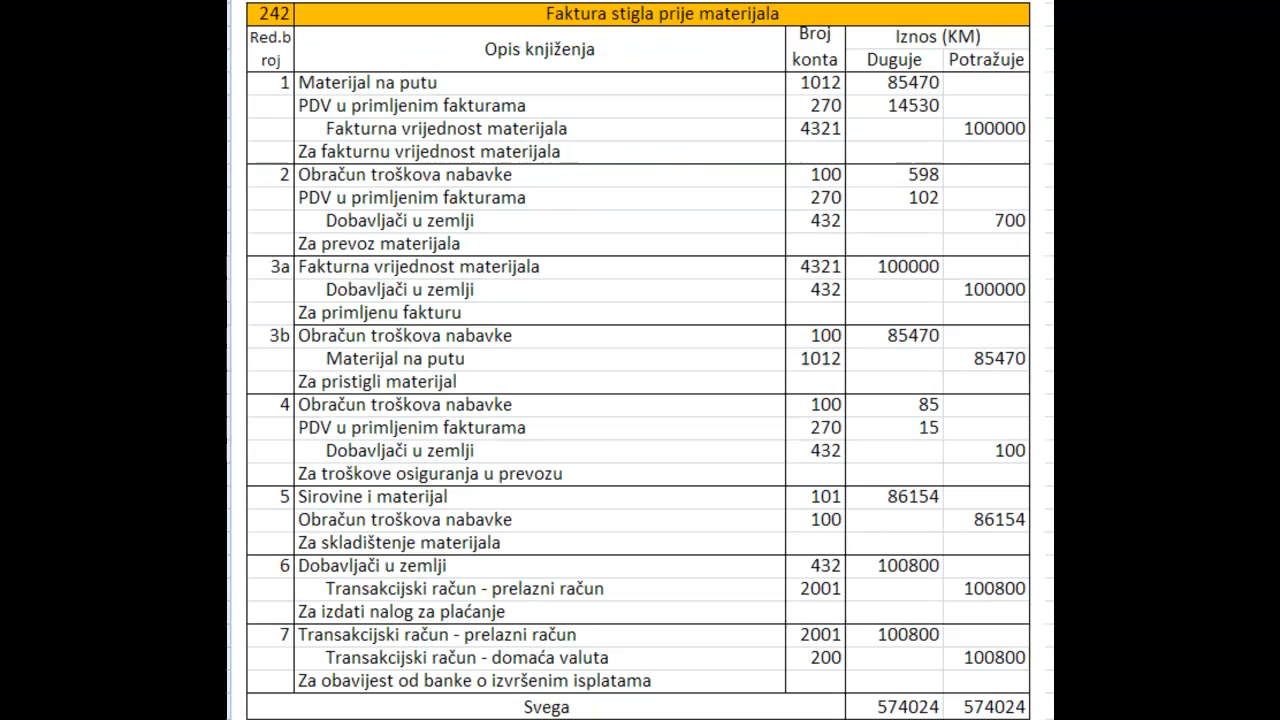 242 Faktura stigla prije materijala
Red.b
roj
Opis knjiženja
Broj
konta
Iznos (KM)
Duguje Potražuje
1 Materijal na putu 1012 85470
PDV u primljenim fakturama 270 14530
Fakturna vrijednost materijala 4321 100000
Za fakturnu vrijednost materijala
2 Obračun troškova nabavke 100 598
PDV u primljenim fakturama 270 102
Dobavljači u zemlji 432 700
Za prevoz materijala
3a Fakturna vrijednost materijala 4321 100000
Dobavljači u zemlji 432 100000
Za primljenu fakturu
3b Obračun troškova nabavke 100 85470
Materijal na putu 1012 85470
Za pristigli materijal
4 Obračun troškova nabavke 100 85
PDV u primljenim fakturama 270 15
Dobavljači u zemlji 432 100
Za troškove osiguranja u prevozu
5 Sirovine i materijal 101 86154
Obračun troškova nabavke 100 86154
Za skladištenje materijala
6 Dobavljači u zemlji 432 100800
Transakcijski račun - prelazni račun 2001 100800
Za izdati nalog za plaćanje
7 Transakcijski račun - prelazni račun 2001 100800
Transakcijski račun - domaća valuta 200 100800
Za obavijest od banke o izvršenim isplatama
Svega 574024 574024